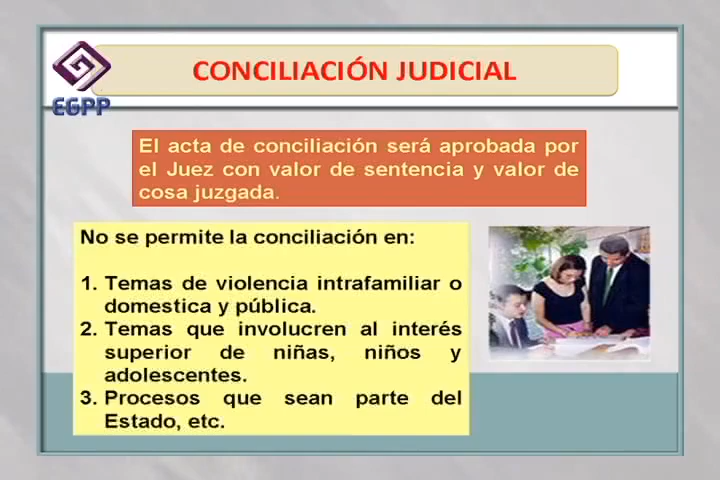 CONCILIACIÓN JUDICIAL
EGPP
El acta de conciliación será aprobada por
el Juez con valor de sentencia y valor de
cosa juzgada.
No se permite la conciliación en:
1. Temas de violencia intrafamiliar o
domestica y pública.
2. Temas que involucren al interés
superior de niñas, niños y
adolescentes.
3. Procesos que sean parte del
Estado, etc.